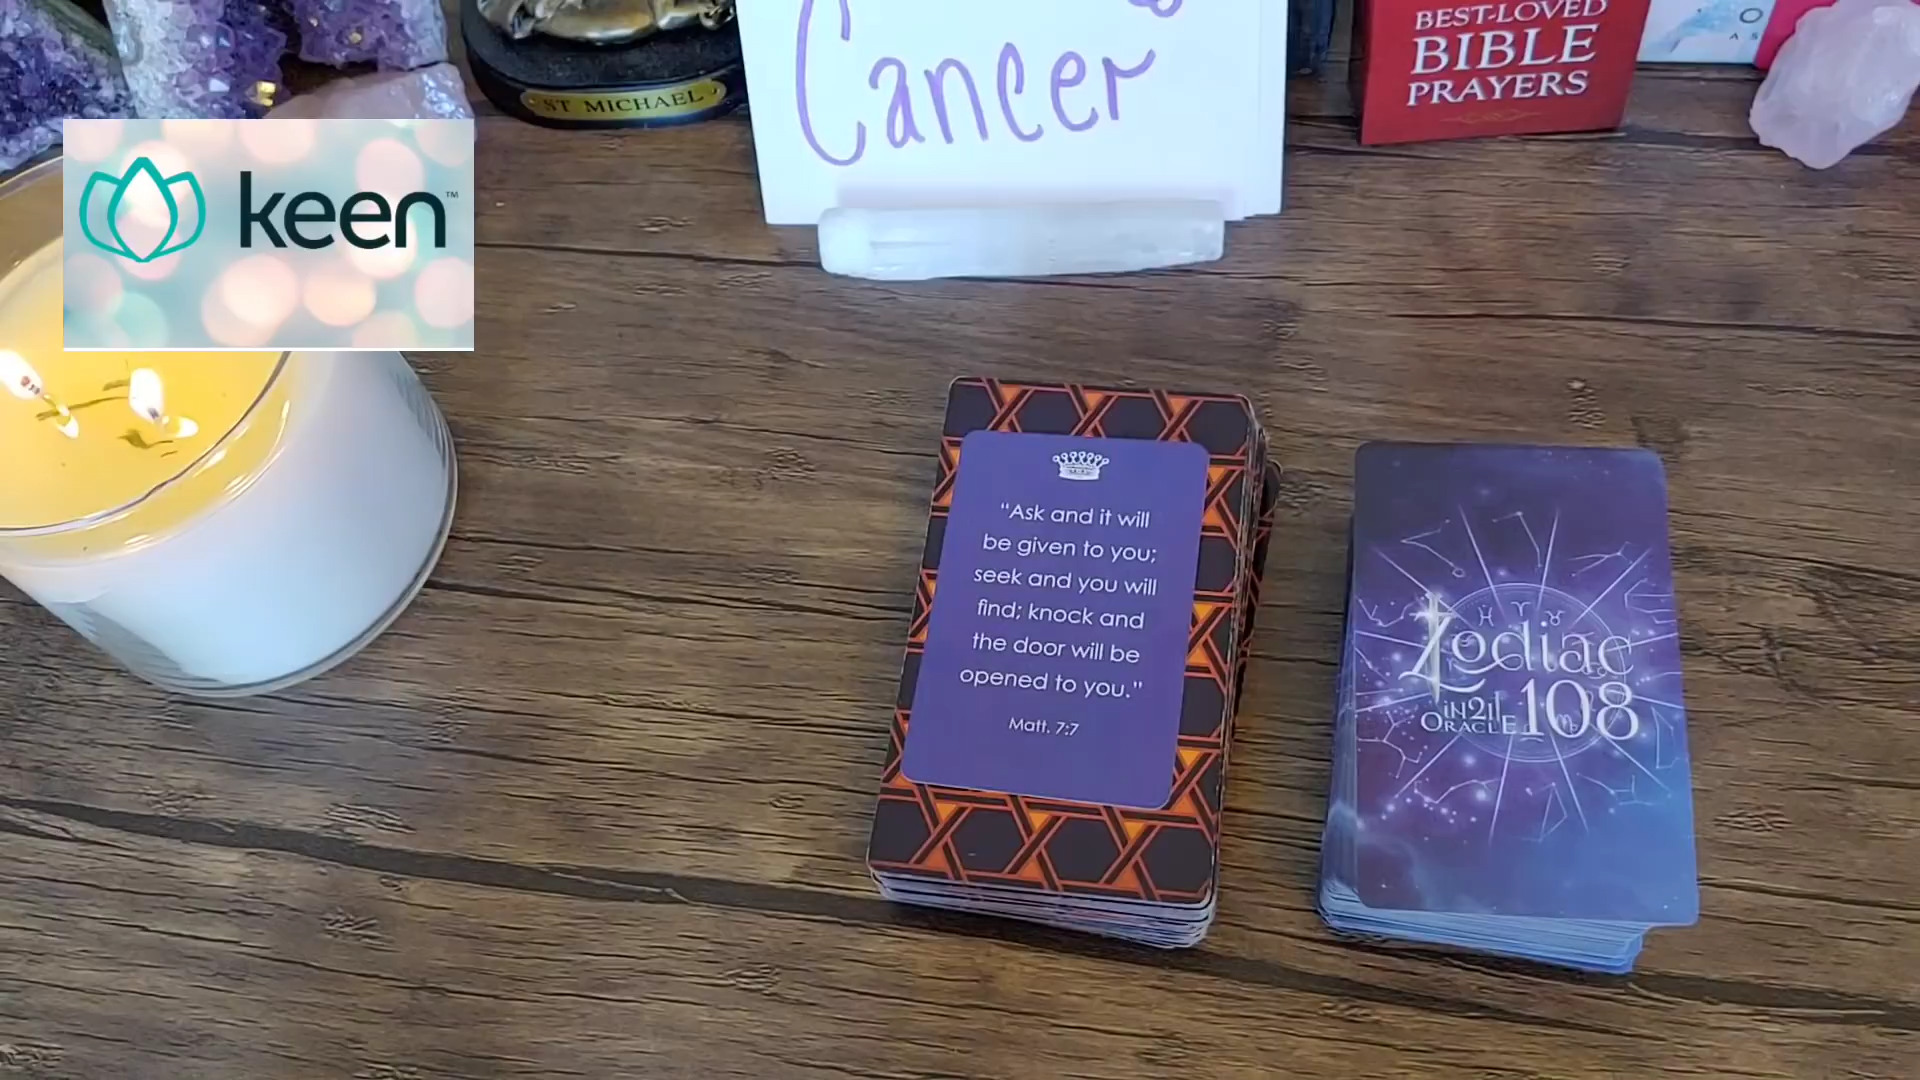 Cancer
ST MICHAEL
BEST-LOVED
BIBLE
PRAYERS
O
A S
keen™
"Ask and it will
be given to you;
seek and you will
find; knock and
the door will be
opened to you."
Matt. 7:7
Zodiac
IN21
ORACLE 108